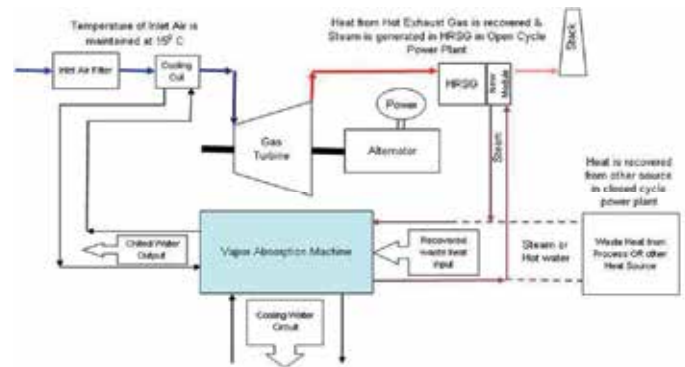 Temperature of Inlet Air is
maintained at 15⁰ C
Heat from Hot Exhaust Gas is recovered &
Steam is generated in HRSG in Open Cycle
Power Plant
Stack
Inlet Air Filter
Cooling
Coil
HRSG
Module
Power
Gas
Turbine
Alternator
Steam
Heat is recovered
from other source
in closed cycle
power plant
Chilled Water
Output
Vapor Absorption Machine
Recovered
waste heat
input
Steam or
Hot water
Waste Heat from
Process OR other
Heat Source
Cooling Water
Circuit